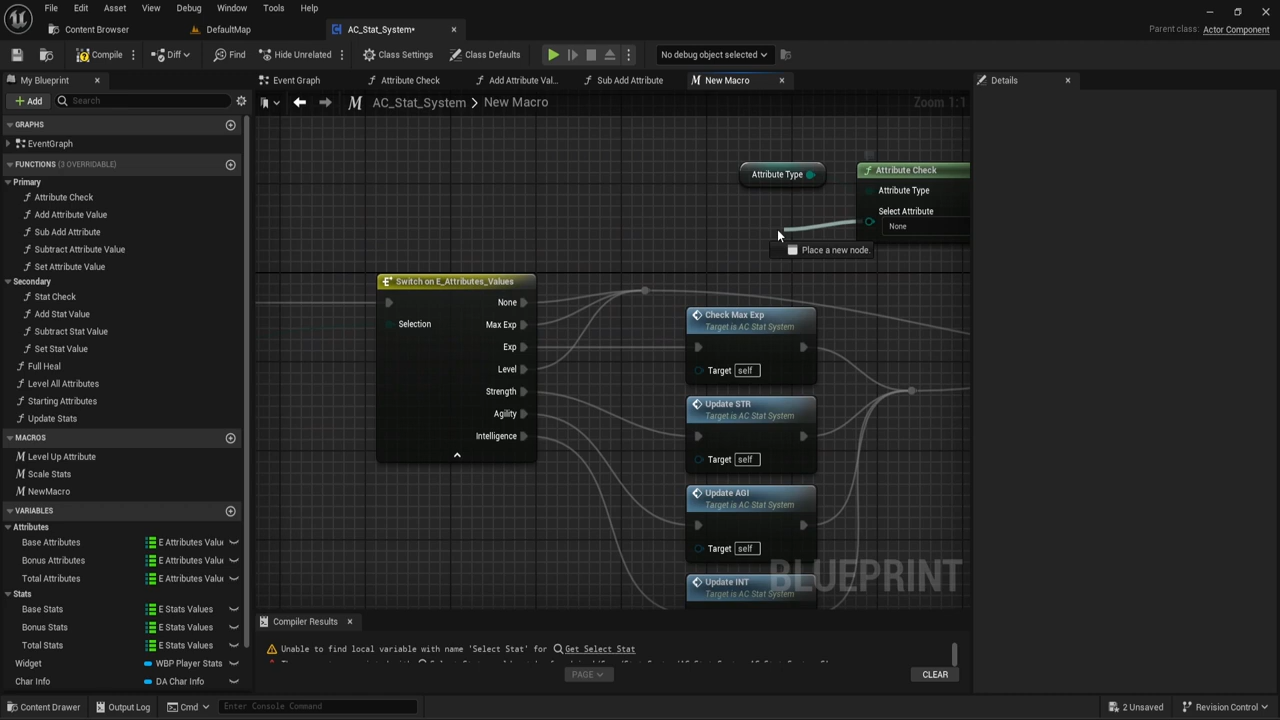 File Edit Asset View Debug Window Tools Help
Content Browser DefaultMap AC_Stat_System• Parent class: Actor Component
Compile Diff Find Hide Unrelated Class Settings Class Defaults No debug object selected
My Blueprint Event Graph Attribute Check Add Attribute Val... Sub Add Attribute New Macro Details
Add Search AC_Stat_System > New Macro Zoom 1:1
GRAPHS
EventGraph
FUNCTIONS (3 OVERRIDABLE)
Primary
Attribute Check
Add Attribute Value
Sub Add Attribute
Subtract Attribute Value
Set Attribute Value
Secondary
Stat Check
Add Stat Value
Subtract Stat Value
Set Stat Value
Full Heal
Level All Attributes
Starting Attributes
Update Stats
MACROS
Level Up Attribute
Scale Stats
NewMacro
VARIABLES
Attributes
Base Attributes E Attributes Value
Bonus Attributes E Attributes Value
Total Attributes E Attributes Value
Stats
Base Stats E Stats Values
Bonus Stats E Stats Values
Total Stats E Stats Values
Widget WBP Player Stats
Char Info DA Char Info
Attribute Type
Attribute Check
Attribute Type
Select Attribute
None
Place a new node.
Switch on E_Attributes_Values
None
Selection
Max Exp
Exp
Level
Strength
Agility
Intelligence
Check Max Exp
Target is AC Stat System
Target self
Update STR
Target is AC Stat System
Target self
Update AGI
Target is AC Stat System
Target self
Update INT
Target is AC Stat System
BLUEPRINT
Compiler Results
Unable to find local variable with name 'Select Stat' for Get Select Stat
PAGE CLEAR
Content Drawer Output Log Cmd Enter Console Command 2 Unsaved Revision Control